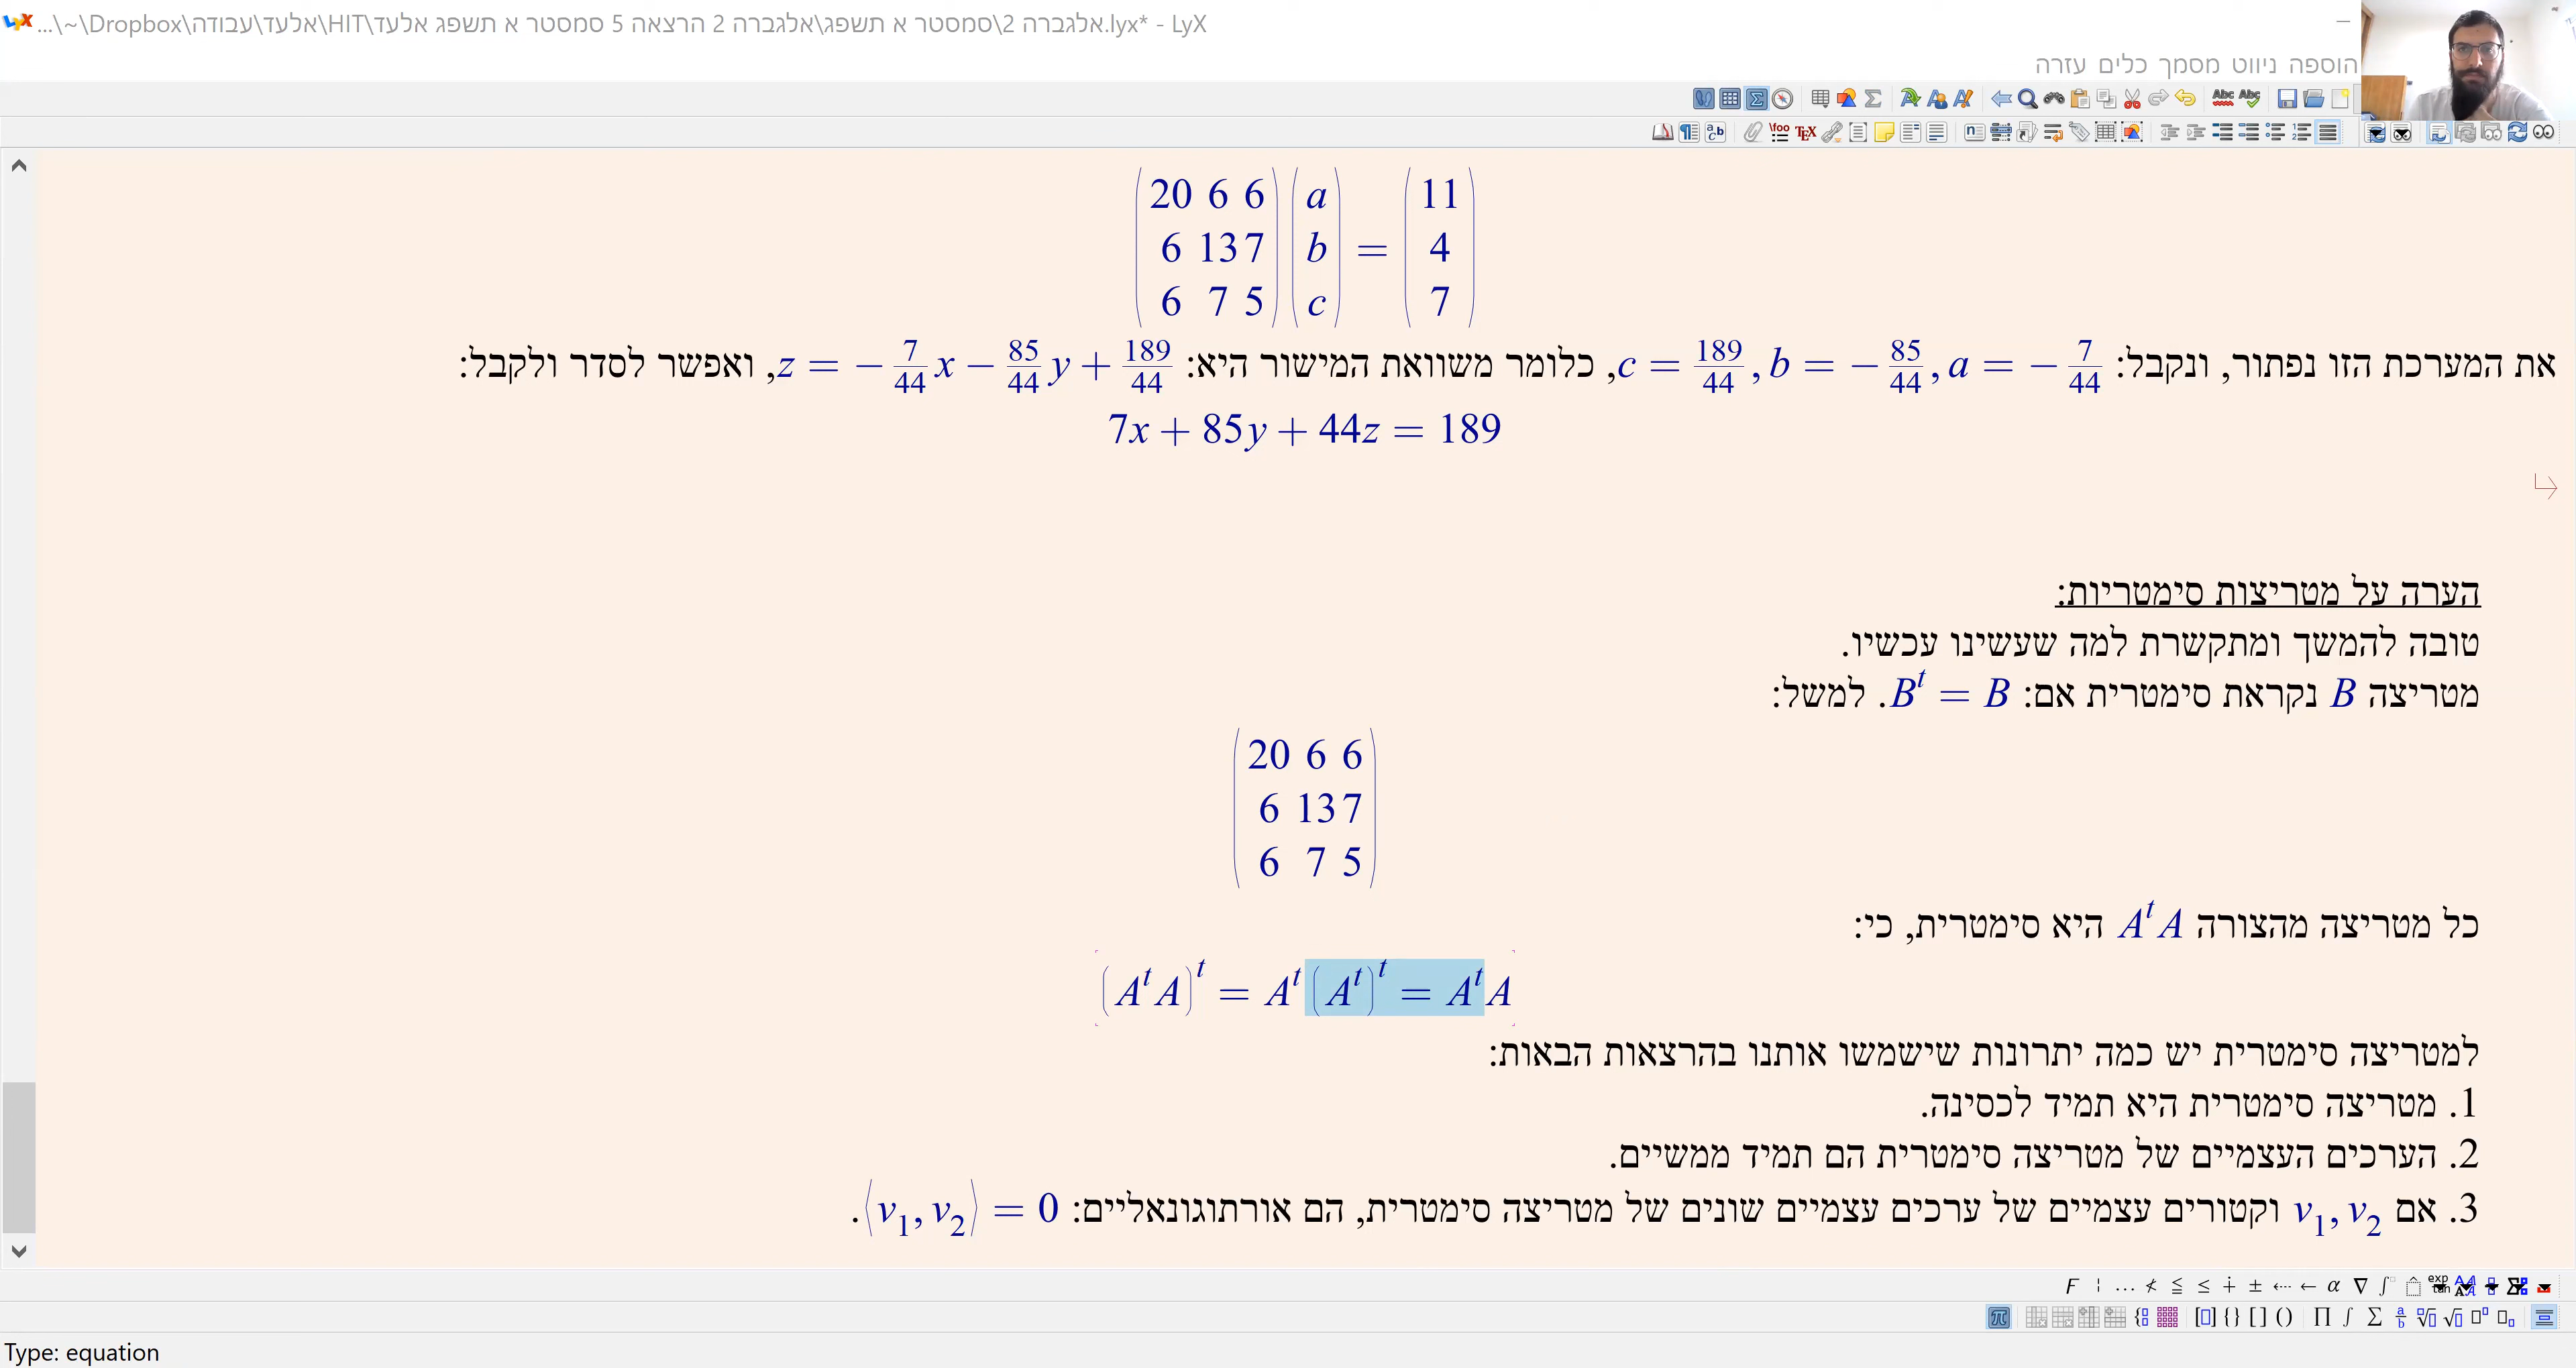 ...\~\Dropbox\אלעד\עבודה\HIT\אלגברה 2\סמסטר א תשפג\אלגברה 2 הרצאה 5 סמסטר א תשפג אלעד.lyx* - LyX
הוספה ניווט מסמך כלים עזרה
(20 6 6) (a) = (11)
(6 13 7) (b) = (4)
(6 7 5) (c) = (7)
את המערכת הזו נפתור, ונקבל: a = −7/44, b = −85/44, c = 189/44, כלומר משוואת המישור היא: z = −7/44 x − 85/44 y + 189/44, ואפשר לסדר ולקבל:
7x + 85y + 44z = 189
הערה על מטריצות סימטריות:
טובה להמשך ומתקשרת למה שעשינו עכשיו.
מטריצה B נקראת סימטרית אם: B^t = B. למשל:
20 6 6
6 13 7
6 7 5
כל מטריצה מהצורה A^t A היא סימטרית, כי:
(A^t A)^t = A^t (A^t)^t = A^t A
למטריצה סימטרית יש כמה יתרונות שישמשו אותנו בהרצאות הבאות:
1. מטריצה סימטרית היא תמיד לכסינה.
2. הערכים העצמיים של מטריצה סימטרית הם תמיד ממשיים.
3. אם v1, v2 וקטורים עצמיים של ערכים עצמיים שונים של מטריצה סימטרית, הם אורתוגונאליים: ⟨v1, v2⟩ = 0.
Type: equation